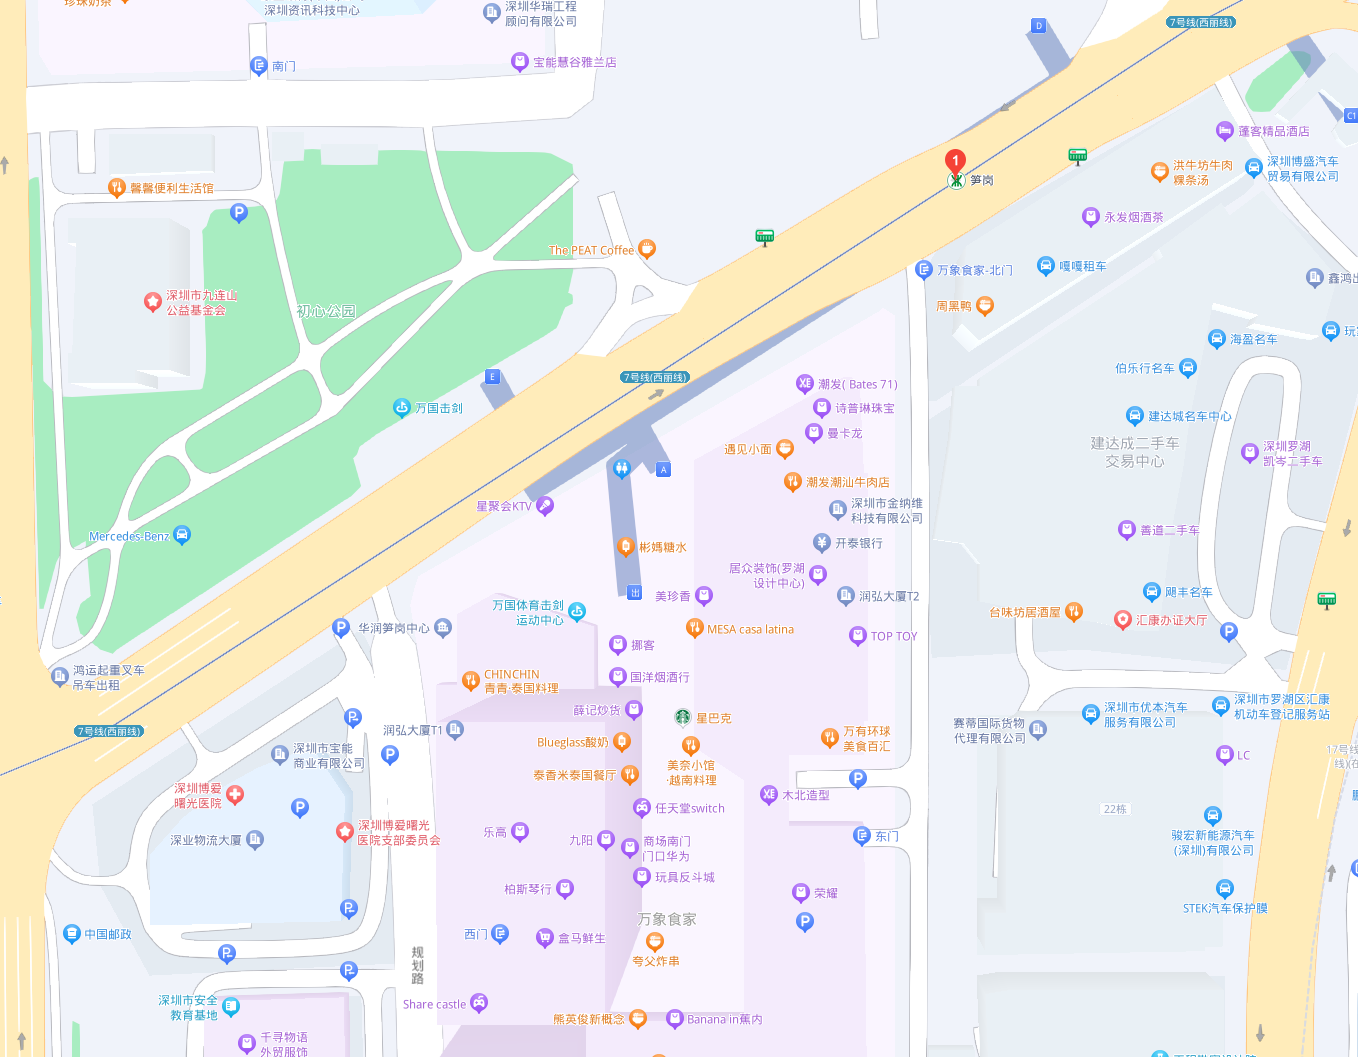 珍珠奶茶
深圳资讯科技中心
深圳华瑞工程
顾问有限公司
宝能慧谷雅兰店
南门
D
7号线(西丽线)
C1
蓬客精品酒店
洪牛坊牛肉
粿条汤
深圳博盛汽车
贸易有限公司
1
笋岗
永发烟酒茶
馨馨便利生活馆
P
The PEAT Coffee
万象食家-北门
嘎嘎租车
鑫鸿出
深圳市九连山
公益基金会
初心公园
周黑鸭
海盈名车
玩
伯乐行名车
E
7号线(西丽线)
潮发( Bates 71)
诗普琳珠宝
万国击剑
建达城名车中心
曼卡龙
遇见小面
建达成二手车
交易中心
深圳罗湖
凯岑二手车
A
潮发潮汕牛肉店
星聚会KTV
深圳市金纳维
科技有限公司
善道二手车
Mercedes-Benz
彬媽糖水
开泰银行
居众装饰(罗湖
设计中心)
出
美珍香
润弘大厦T2
飓丰名车
万国体育击剑
运动中心
台味坊居酒屋
汇康办证大厅
P
P
华润笋岗中心
MESA casa latina
TOP TOY
挪客
鸿运起重叉车
吊车出租
CHINCHIN
青青·泰国料理
国洋烟酒行
薛记炒货
星巴克
深圳市优本汽车
服务有限公司
深圳市罗湖区汇康
机动车登记服务站
7号线(西丽线)
P
润弘大厦T1
赛蒂国际货物
代理有限公司
Blueglass酸奶
万有环球
美食百汇
深圳市宝能
商业有限公司
P
LC
17号线
线)(在
美奈小馆
·越南料理
泰香米泰国餐厅
P
深圳博爱
曙光医院
木北造型
P
任天堂switch
22栋
深圳博爱曙光
医院支部委员会
乐高
九阳
商场南门
门口华为
东门
深业物流大厦
骏宏新能源汽车
(深圳)有限公司
玩具反斗城
柏斯琴行
荣耀
P
STEK汽车保护膜
万象食家
P
中国邮政
西门
盒马鲜生
夸父炸串
P
规划路
P
深圳市安全
教育基地
Share castle
熊英俊新概念
Banana in蕉内
千寻物语
外贸服饰